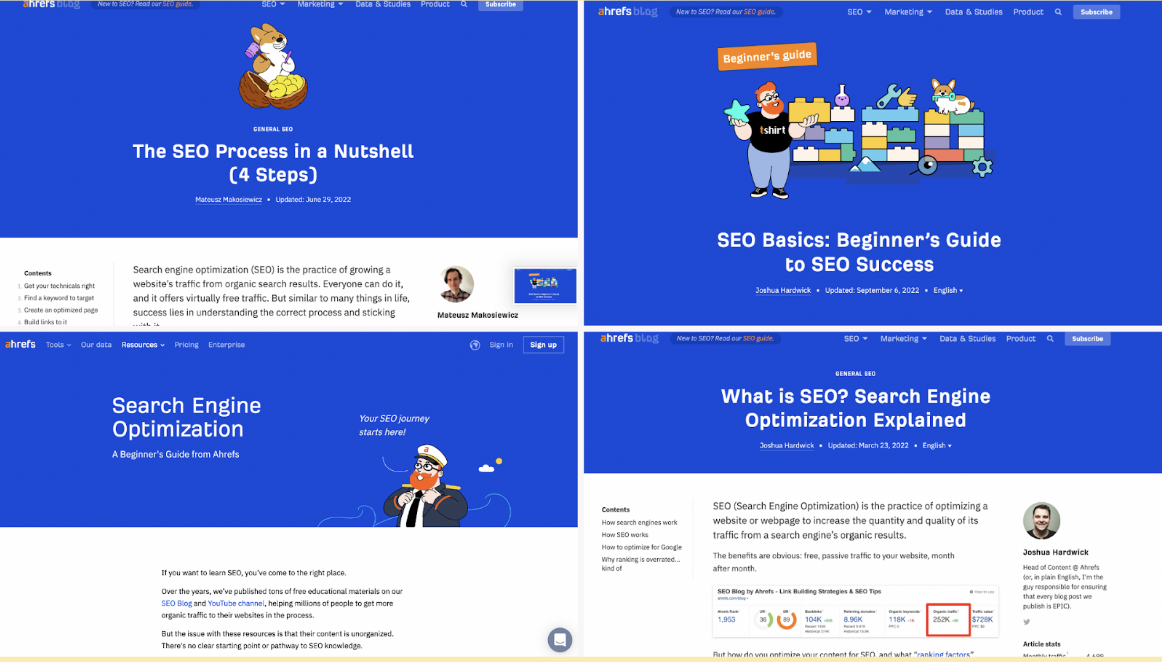 ahrefs blog New to SEO? Read our SEO guide. SEO Marketing Data & Studies Product Subscribe
GENERAL SEO
The SEO Process in a Nutshell
(4 Steps)
Mateusz Makosiewicz • Updated: June 29, 2022
Contents
1. Get your technicals right
2. Find a keyword to target
3. Create an optimized page
4. Build links to it
Search engine optimization (SEO) is the practice of growing a
website's traffic from organic search results. Everyone can do it,
and it offers virtually free traffic. But similar to many things in life,
success lies in understanding the correct process and sticking
with it.
Mateusz Makosiewicz
ahrefs blog New to SEO? Read our SEO guide. SEO Marketing Data & Studies Product Subscribe
Beginner's guide
tshirt
SEO Basics: Beginner's Guide
to SEO Success
Joshua Hardwick • Updated: September 6, 2022 • English
ahrefs Tools Our data Resources Pricing Enterprise Sign in Sign up
Search Engine
Optimization
A Beginner's Guide from Ahrefs
Your SEO journey
starts here!
If you want to learn SEO, you've come to the right place.
Over the years, we've published tons of free educational materials on our
SEO Blog and YouTube channel, helping millions of people to get more
organic traffic to their websites in the process.
But the issue with these resources is that their content is unorganized.
There's no clear starting point or pathway to SEO knowledge.
ahrefs blog New to SEO? Read our SEO guide. SEO Marketing Data & Studies Product Subscribe
GENERAL SEO
What is SEO? Search Engine
Optimization Explained
Joshua Hardwick • Updated: March 23, 2022 • English
Contents
How search engines work
How SEO works
How to optimize for Google
Why ranking is overrated...
kind of
SEO (Search Engine Optimization) is the practice of optimizing a
website or webpage to increase the quantity and quality of its
traffic from a search engine's organic results.
The benefits are obvious: free, passive traffic to your website, month
after month.
SEO Blog by Ahrefs - Link Building Strategies & SEO Tips
Ahrefs Rank UR DR Backlinks Referring domains Organic keywords Organic traffic Traffic value
1,953 36 89 104K 8.96K 118K 252K $728K
But how do you optimize your content for SEO, and what "ranking factors"
Joshua Hardwick
Head of Content @ Ahrefs
(or, in plain English, I'm the
guy responsible for ensuring
that every blog post we
publish is EPIC).
Article stats
Monthly traffic 4,688